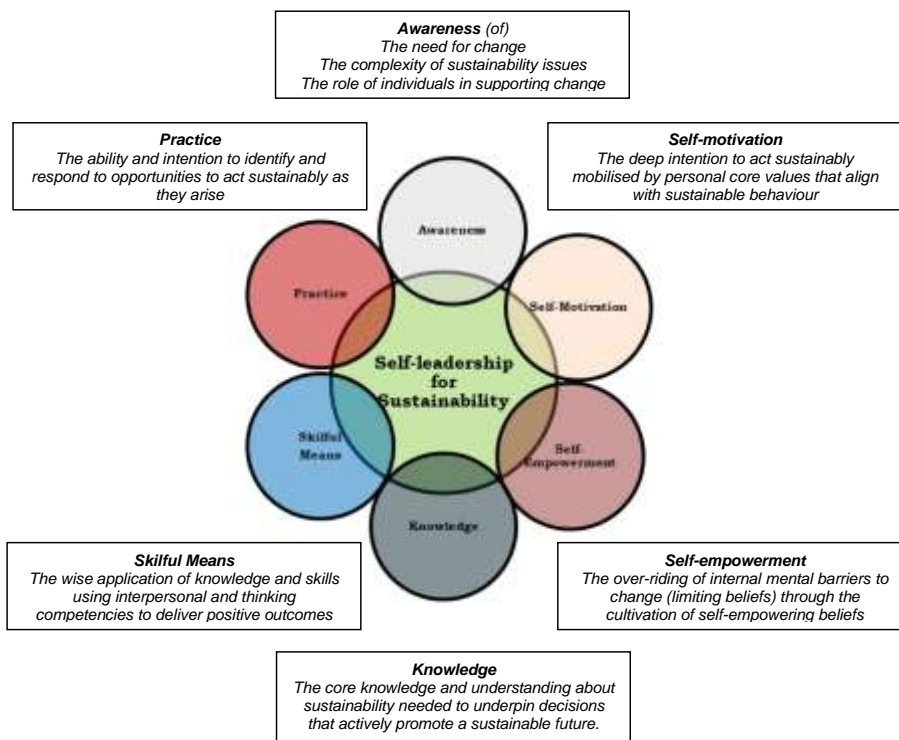 Awareness (of)
The need for change
The complexity of sustainability issues
The role of individuals in supporting change
Practice
The ability and intention to identify and
respond to opportunities to act sustainably as
they arise
Self-motivation
The deep intention to act sustainably
mobilised by personal core values that align
with sustainable behaviour
Awareness
Practice
Self-Motivation
Self-leadership
for
Sustainability
Skilful
Means
Self-
Empowerment
Knowledge
Skilful Means
The wise application of knowledge and skills
using interpersonal and thinking
competencies to deliver positive outcomes
Self-empowerment
The over-riding of internal mental barriers to
change (limiting beliefs) through the
cultivation of self-empowering beliefs
Knowledge
The core knowledge and understanding about
sustainability needed to underpin decisions
that actively promote a sustainable future.